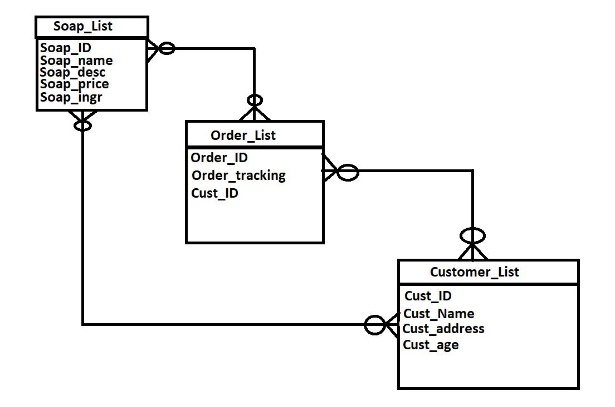 Soap_List
Soap_ID
Soap_name
Soap_desc
Soap_price
Soap_ingr
Order_List
Order_ID
Order_tracking
Cust_ID
Customer_List
Cust_ID
Cust_Name
Cust_address
Cust_age